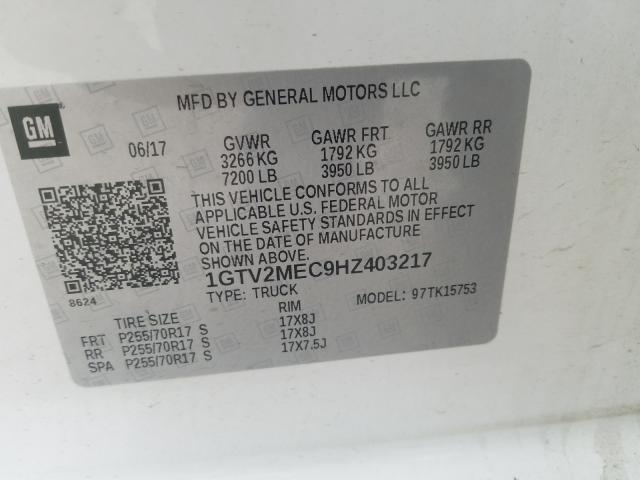 MFD BY GENERAL MOTORS LLC
GM
06/17 GVWR GAWR FRT GAWR RR
3266 KG 1792 KG 1792 KG
7200 LB 3950 LB 3950 LB
THIS VEHICLE CONFORMS TO ALL
APPLICABLE U.S. FEDERAL MOTOR
VEHICLE SAFETY STANDARDS IN EFFECT
ON THE DATE OF MANUFACTURE
SHOWN ABOVE.
8624
1GTV2MEC9HZ403217
TYPE: TRUCK MODEL: 97TK15753
TIRE SIZE RIM
FRT P255/70R17 S 17X8J
RR P255/70R17 S 17X8J
SPA P255/70R17 S 17X7.5J